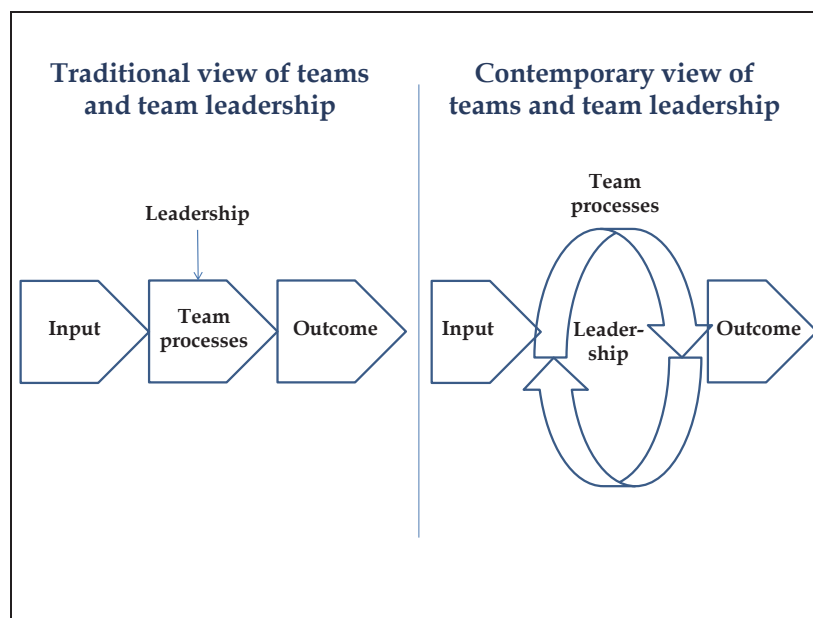 Traditional view of teams
and team leadership
Leadership
Input
Team
processes
Outcome
Contemporary view of
teams and team leadership
Team
processes
Input
Leader-
ship
Outcome